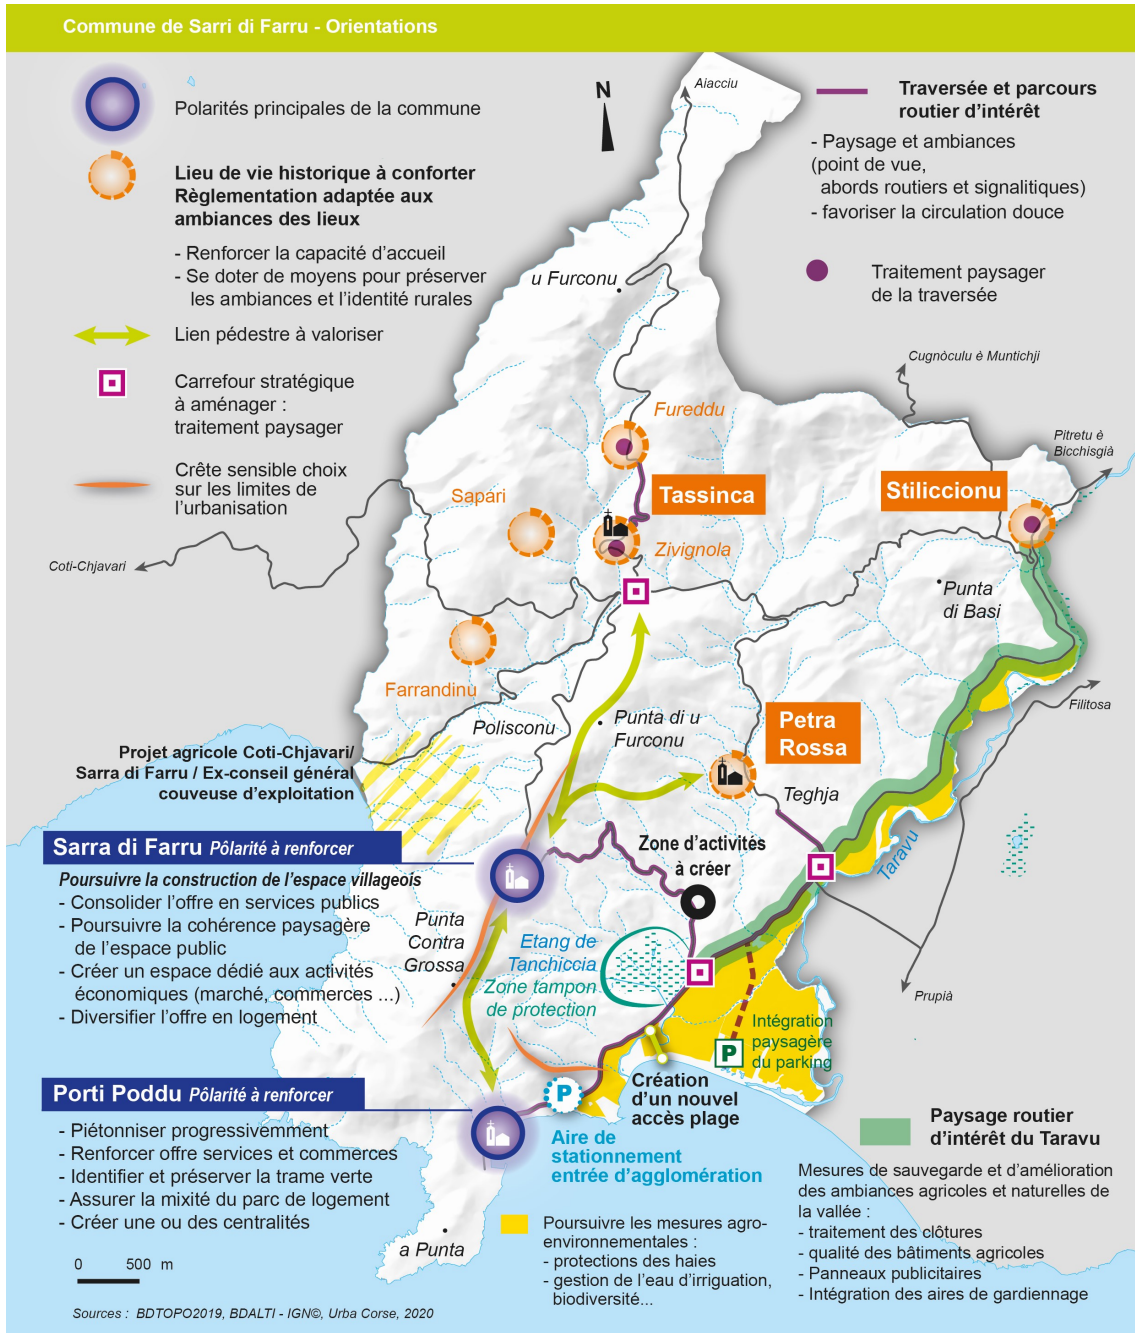 Commune de Sarri di Farru - Orientations
Polarités principales de la commune
Lieu de vie historique à conforter
Règlementation adaptée aux
ambiances des lieux
- Renforcer la capacité d'accueil
- Se doter de moyens pour préserver
les ambiances et l'identité rurales
Lien pédestre à valoriser
Carrefour stratégique
à aménager :
traitement paysager
Crête sensible choix
sur les limites de
l'urbanisation
N
Aiacciu
Traversée et parcours
routier d'intérêt
- Paysage et ambiances
(point de vue,
abords routiers et signalitiques)
- favoriser la circulation douce
Traitement paysager
de la traversée
u Furconu
Cugnòculu è Muntichji
Pitretu è
Bicchisgià
Fureddu
Tassinca
Stiliccionu
Sapari
Zivignola
Coti-Chjavari
Punta
di Basi
Farrandinu
Filitosa
Polisconu
Punta di u
Furconu
Petra
Rossa
Teghja
Projet agricole Coti-Chjavari/
Sarra di Farru / Ex-conseil général
couveuse d'exploitation
Taravu
Zone d'activités
à créer
Sarra di Farru Pôlarité à renforcer
Poursuivre la construction de l'espace villageois
- Consolider l'offre en services publics
- Poursuivre la cohérence paysagère
de l'espace public
- Créer un espace dédié aux activités
économiques (marché, commerces ...)
- Diversifier l'offre en logement
Punta
Contra
Grossa
Etang de
Tanchiccia
Zone tampon
de protection
Prupià
Intégration
paysagère
du parking
P
P
Création
d'un nouvel
accès plage
Porti Poddu Pôlarité à renforcer
- Piétonniser progressivemment
- Renforcer offre services et commerces
- Identifier et préserver la trame verte
- Assurer la mixité du parc de logement
- Créer une ou des centralités
Aire de
stationnement
entrée d'agglomération
a Punta
Poursuivre les mesures agro-
environnementales :
- protections des haies
- gestion de l'eau d'irriguation,
biodiversité...
Paysage routier
d'intérêt du Taravu
Mesures de sauvegarde et d'amélioration
des ambiances agricoles et naturelles de
la vallée :
- traitement des clôtures
- qualité des bâtiments agricoles
- Panneaux publicitaires
- Intégration des aires de gardiennage
0 500 m
Sources : BDTOPO2019, BDALTI - IGN©, Urba Corse, 2020